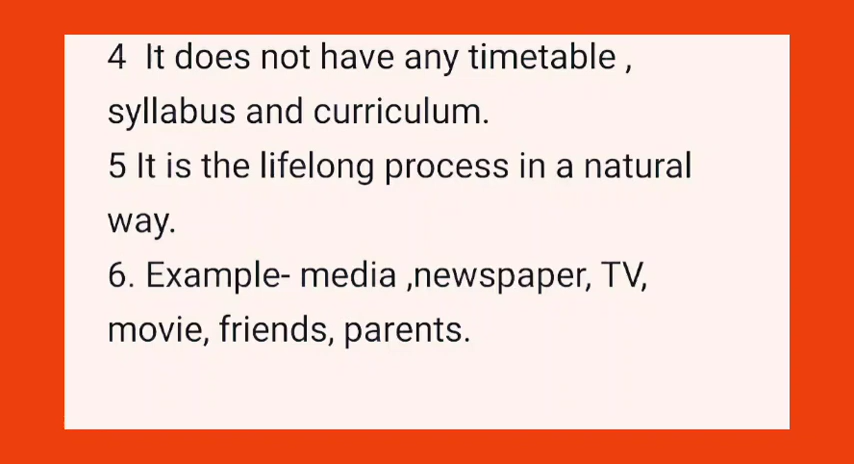 4 It does not have any timetable ,
syllabus and curriculum.
5 It is the lifelong process in a natural
way.
6. Example- media ,newspaper, TV,
movie, friends, parents.